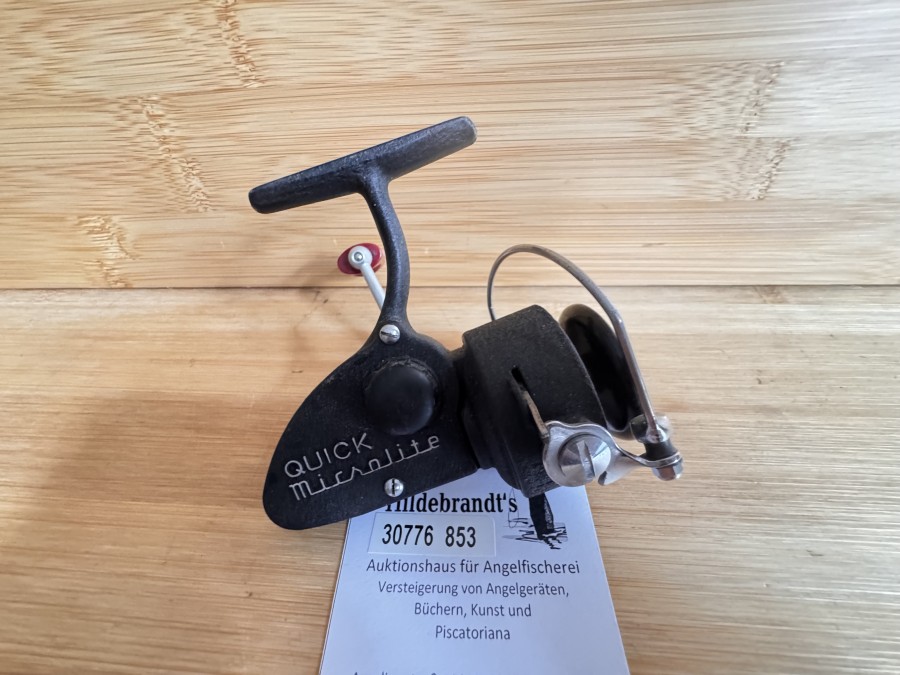 QUICK
Microlite
Hildebrandt's
30776 853
Auktionshaus für Angelfischerei
Versteigerung von Angelgeräten,
Büchern, Kunst und
Piscatoriana